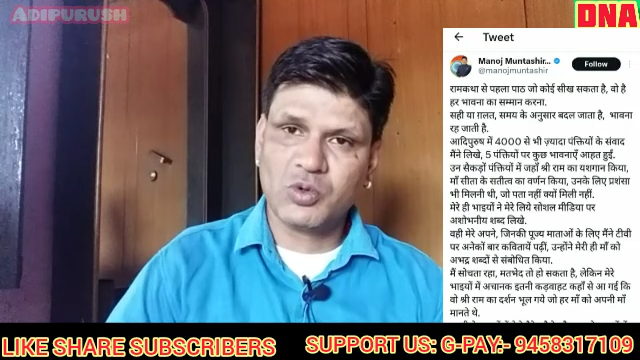 ADIPURUSH
DNA
Tweet
Manoj Muntashir...
@manojmuntashir
Follow
रामकथा से पहला पाठ जो कोई सीख सकता है, वो है
हर भावना का सम्मान करना.
सही या ग़लत, समय के अनुसार बदल जाता है, भावना
रह जाती है.
आदिपुरुष में 4000 से भी ज़्यादा पंक्तियों के संवाद
मैंने लिखे, 5 पंक्तियों पर कुछ भावनाएँ आहत हुईं.
उन सैकड़ों पंक्तियों में जहाँ श्री राम का यशगान किया,
माँ सीता के सतीत्व का वर्णन किया, उनके लिए प्रशंसा
भी मिलनी थी, जो पता नहीं क्यों मिली नहीं.
मेरे ही भाइयों ने मेरे लिये सोशल मीडिया पर
अशोभनीय शब्द लिखे.
वही मेरे अपने, जिनकी पूज्य माताओं के लिए मैंने टीवी
पर अनेकों बार कवितायें पढ़ीं, उन्होंने मेरी ही माँ को
अभद्र शब्दों से संबोधित किया.
मैं सोचता रहा, मतभेद तो हो सकता है, लेकिन मेरे
भाइयों में अचानक इतनी कड़वाहट कहाँ से आ गई कि
वो श्री राम का दर्शन भूल गये जो हर माँ को अपनी माँ
मानते थे.
LIKE SHARE SUBSCRIBERS
SUPPORT US: G-PAY:- 9458317109